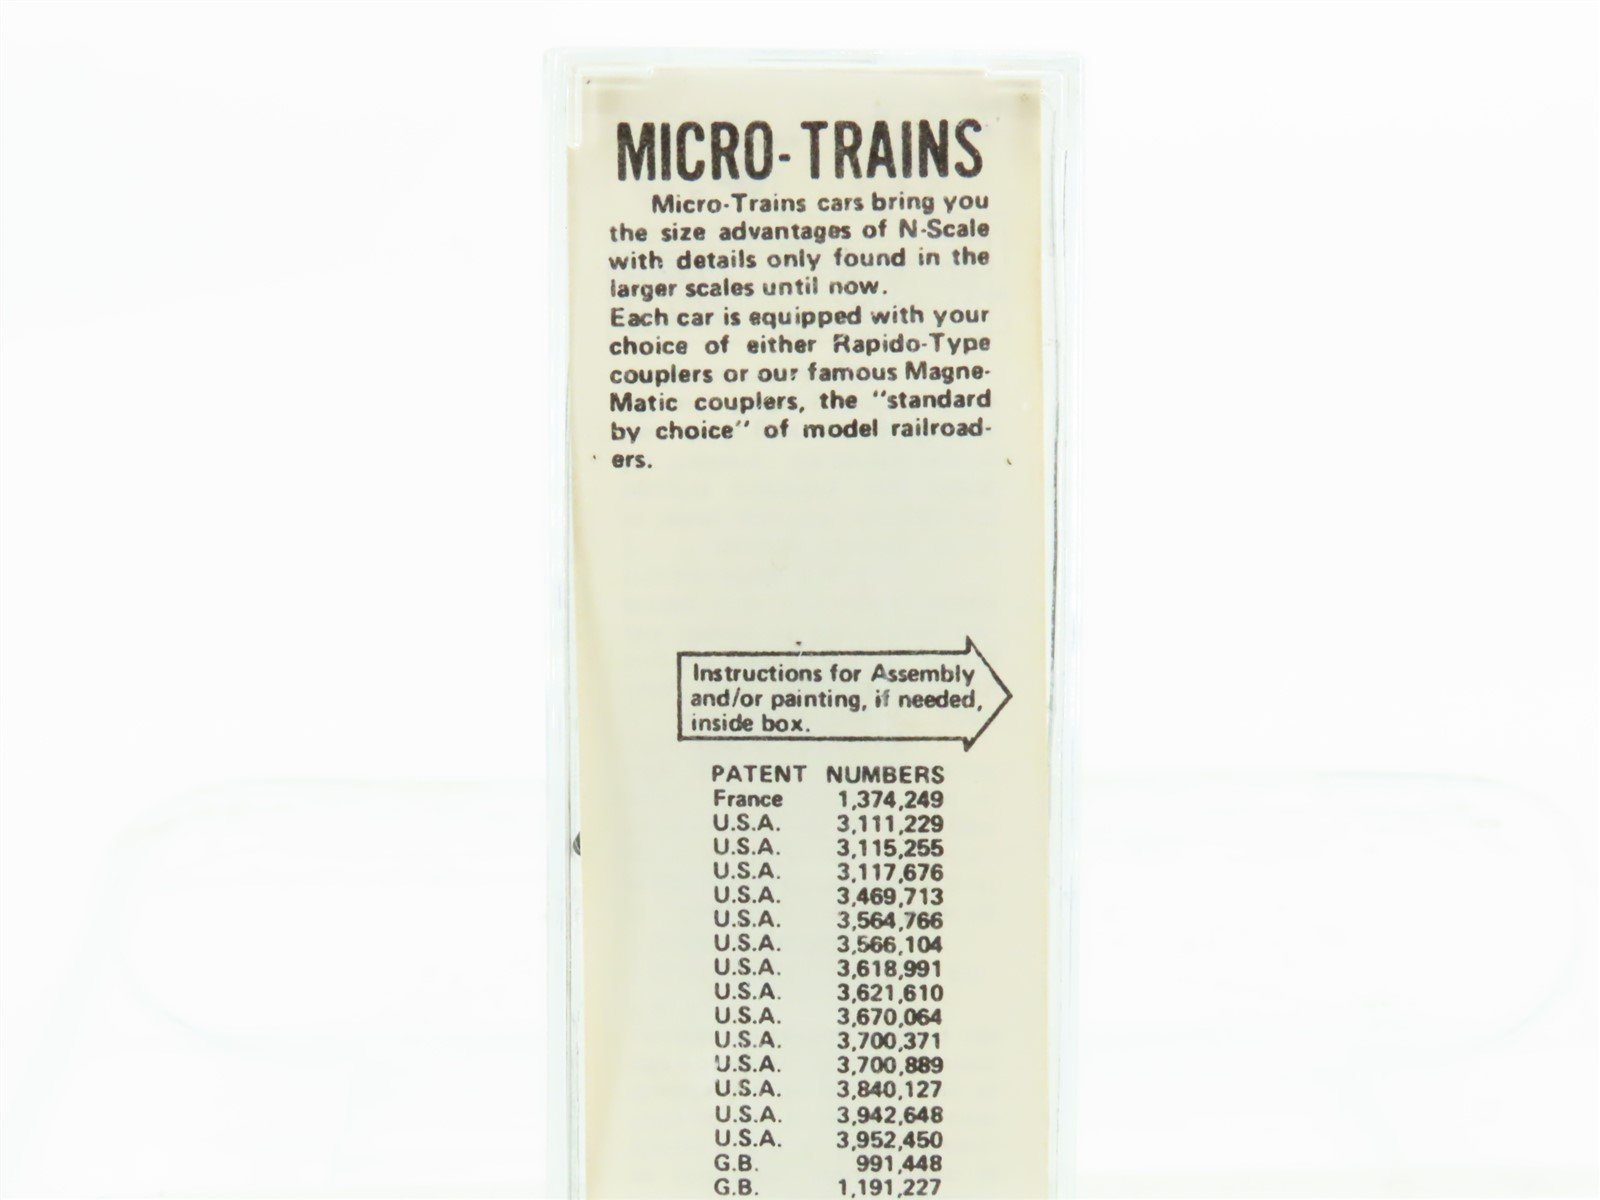 MICRO-TRAINS
Micro-Trains cars bring you
the size advantages of N-Scale
with details only found in the
larger scales until now.
Each car is equipped with your
choice of either Rapido-Type
couplers or our famous Magne-
Matic couplers, the "standard
by choice" of model railroad-
ers.
Instructions for Assembly
and/or painting, if needed,
inside box.
PATENT NUMBERS
France 1,374,249
U.S.A. 3,111,229
U.S.A. 3,115,255
U.S.A. 3,117,676
U.S.A. 3,469,713
U.S.A. 3,564,766
U.S.A. 3,566,104
U.S.A. 3,618,991
U.S.A. 3,621,610
U.S.A. 3,670,064
U.S.A. 3,700,371
U.S.A. 3,700,889
U.S.A. 3,840,127
U.S.A. 3,942,648
U.S.A. 3,952,450
G.B. 991,448
G.B. 1,191,227